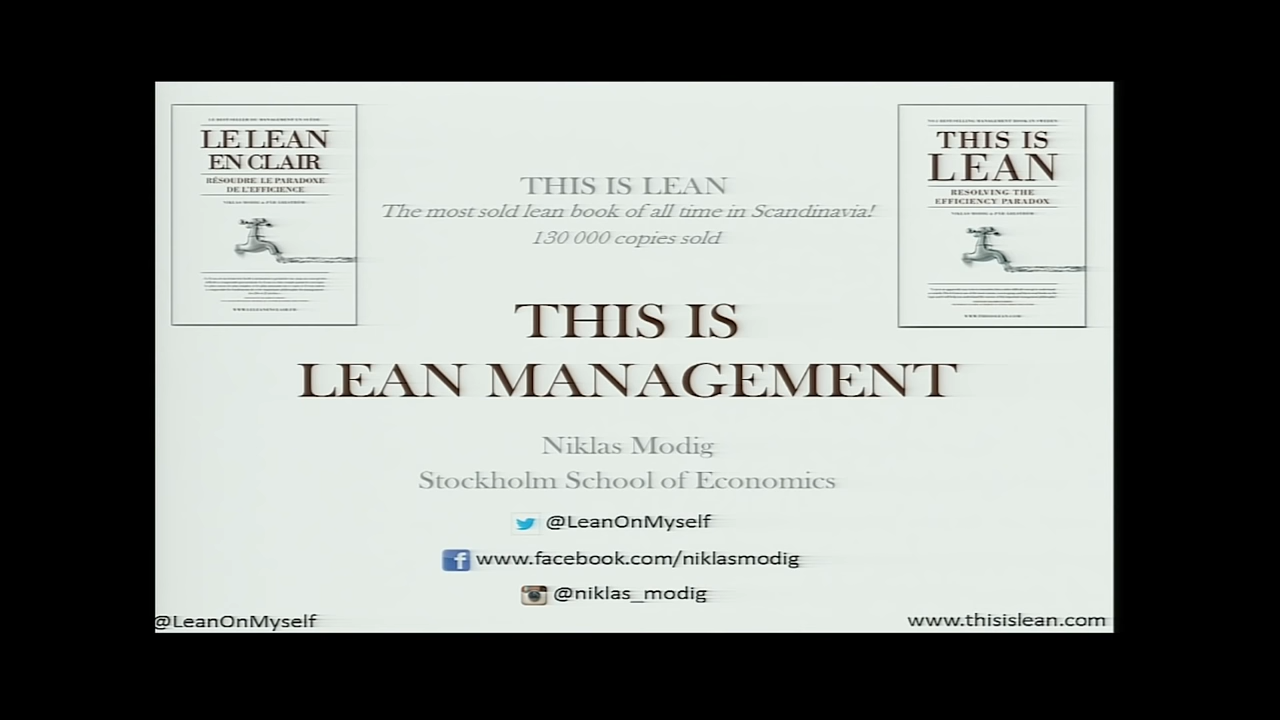 LE LEAN
EN CLAIR
RÉSOUDRE LE PARADOXE
DE L'EFFICIENCE
THIS IS LEAN
The most sold lean book of all time in Scandinavia!
130 000 copies sold
THIS IS
LEAN
RESOLVING THE
EFFICIENCY PARADOX
THIS IS
LEAN MANAGEMENT
Niklas Modig
Stockholm School of Economics
@LeanOnMyself
www.facebook.com/niklasmodig
@niklas_modig
@LeanOnMyself
www.thisislean.com